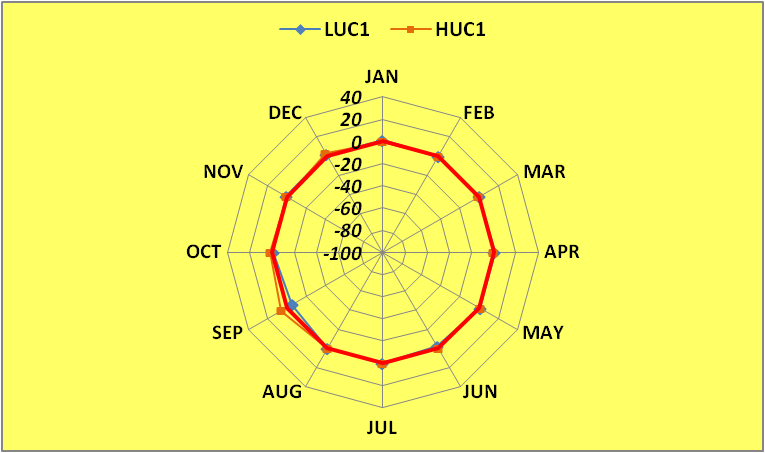 LUC1 HUC1
JAN
FEB
MAR
APR
MAY
JUN
JUL
AUG
SEP
OCT
NOV
DEC
40
20
0
-20
-40
-60
-80
-100